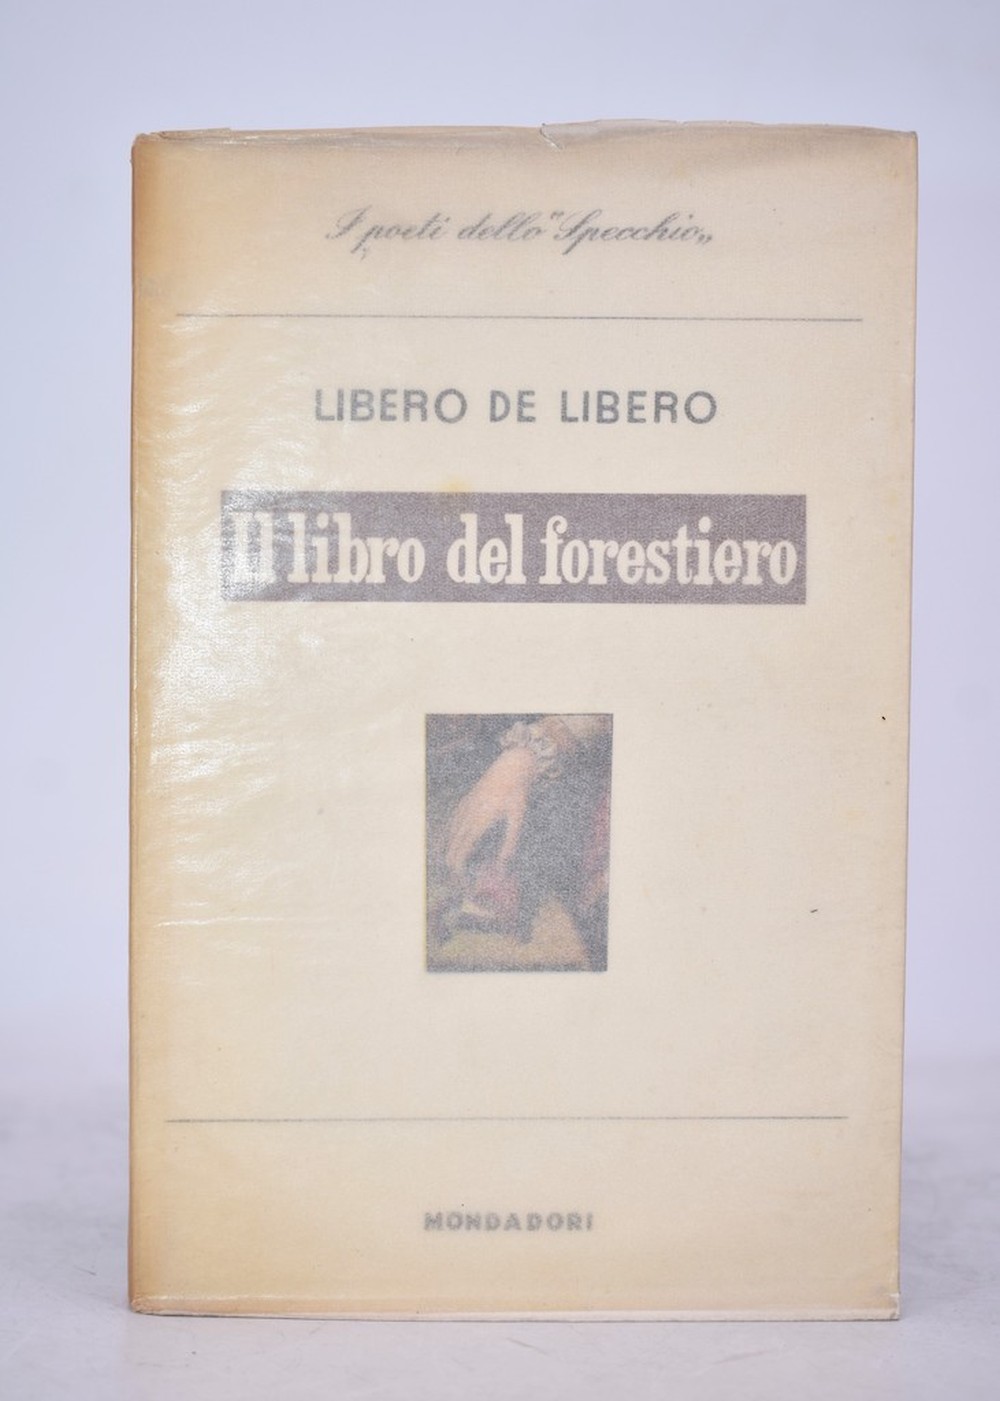 I poeti dello "Specchio„
LIBERO DE LIBERO
Il libro del forestiero
MONDADORI